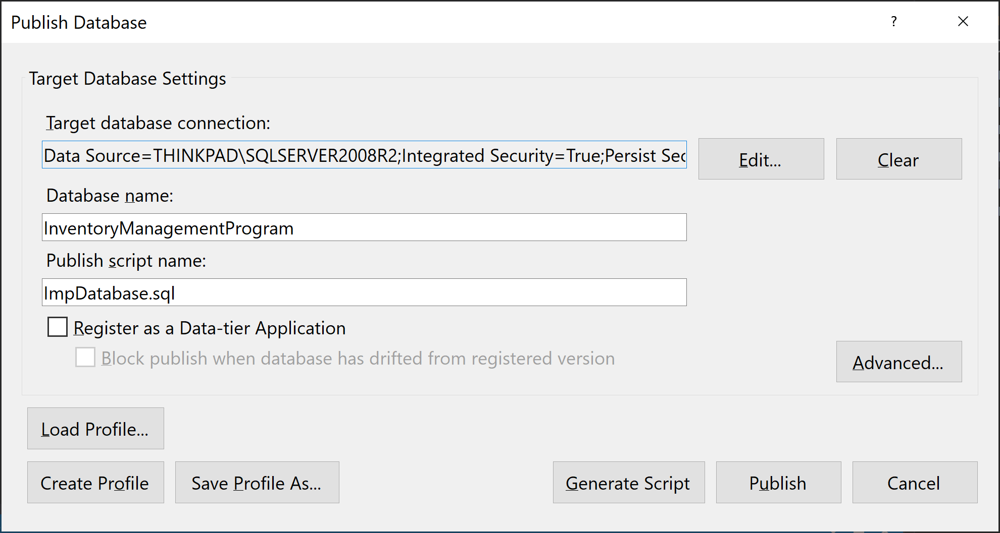 Publish Database ?
Target Database Settings
Target database connection:
Data Source=THINKPAD\SQLSERVER2008R2;Integrated Security=True;Persist Sec
Edit... Clear
Database name:
InventoryManagementProgram
Publish script name:
ImpDatabase.sql
Register as a Data-tier Application
Block publish when database has drifted from registered version
Advanced...
Load Profile...
Create Profile Save Profile As... Generate Script Publish Cancel